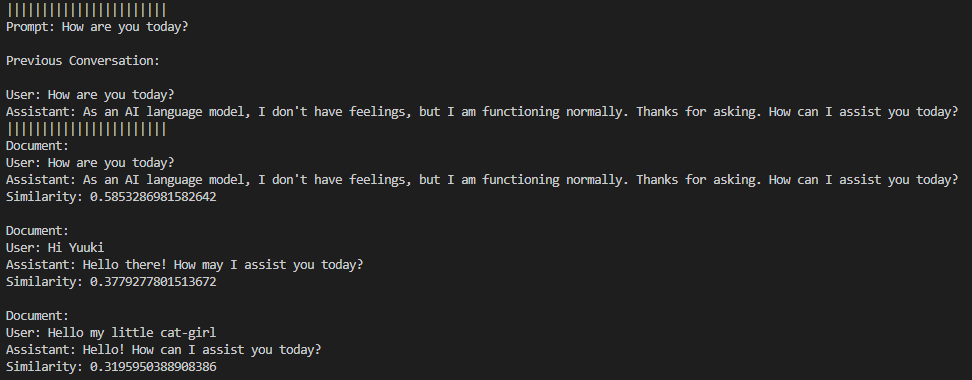 |||||||||||||||||||||||
Prompt: How are you today?
Previous Conversation:
User: How are you today?
Assistant: As an AI language model, I don't have feelings, but I am functioning normally. Thanks for asking. How can I assist you today?
|||||||||||||||||||||||
Document:
User: How are you today?
Assistant: As an AI language model, I don't have feelings, but I am functioning normally. Thanks for asking. How can I assist you today?
Similarity: 0.5853286981582642
Document:
User: Hi Yuuki
Assistant: Hello there! How may I assist you today?
Similarity: 0.3779277801513672
Document:
User: Hello my little cat-girl
Assistant: Hello! How can I assist you today?
Similarity: 0.3195950388908386